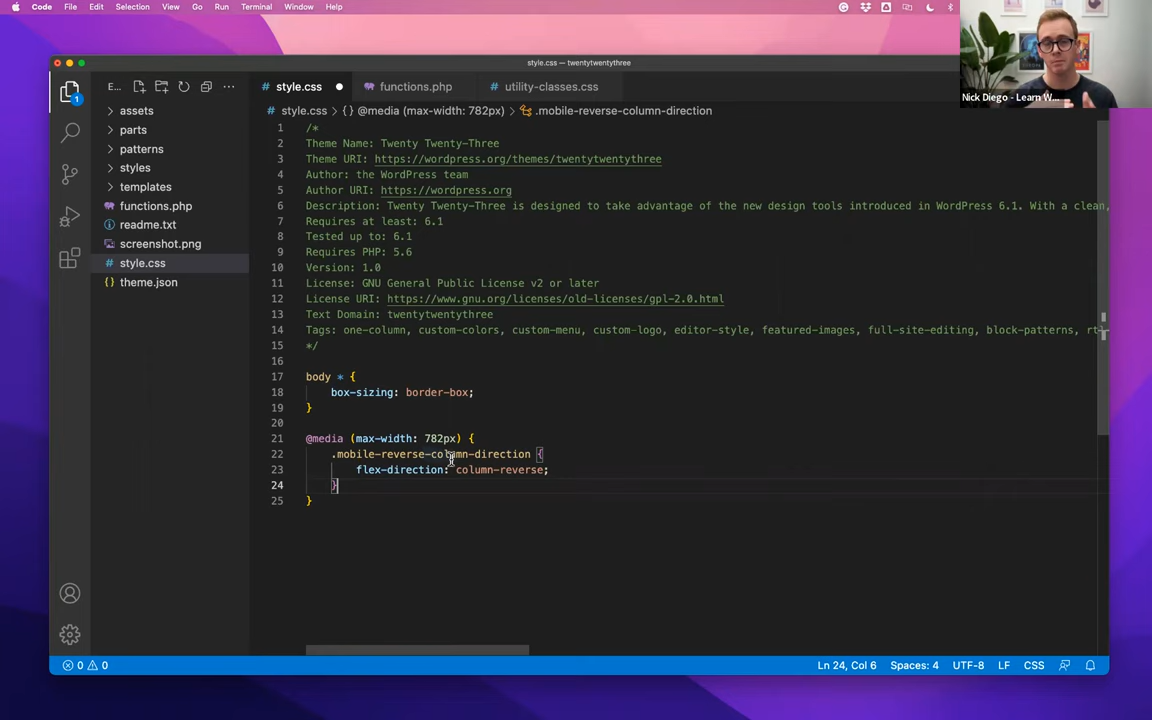 Code File Edit Selection View Go Run Terminal Window Help
style.css — twentytwentythree
E... style.css functions.php utility-classes.css
1
assets
parts
patterns
styles
templates
functions.php
readme.txt
screenshot.png
style.css
theme.json
style.css > {} @media (max-width: 782px) > .mobile-reverse-column-direction
1 /*
2 Theme Name: Twenty Twenty-Three
3 Theme URI: https://wordpress.org/themes/twentytwentythree
4 Author: the WordPress team
5 Author URI: https://wordpress.org
6 Description: Twenty Twenty-Three is designed to take advantage of the new design tools introduced in WordPress 6.1. With a clean,
7 Requires at least: 6.1
8 Tested up to: 6.1
9 Requires PHP: 5.6
10 Version: 1.0
11 License: GNU General Public License v2 or later
12 License URI: https://www.gnu.org/licenses/old-licenses/gpl-2.0.html
13 Text Domain: twentytwentythree
14 Tags: one-column, custom-colors, custom-menu, custom-logo, editor-style, featured-images, full-site-editing, block-patterns, rt
15 */
16
17 body * {
18 box-sizing: border-box;
19 }
20
21 @media (max-width: 782px) {
22 .mobile-reverse-column-direction {
23 flex-direction: column-reverse;
24 }
25 }
0 0 Ln 24, Col 6 Spaces: 4 UTF-8 LF CSS
Nick Diego - Learn W...